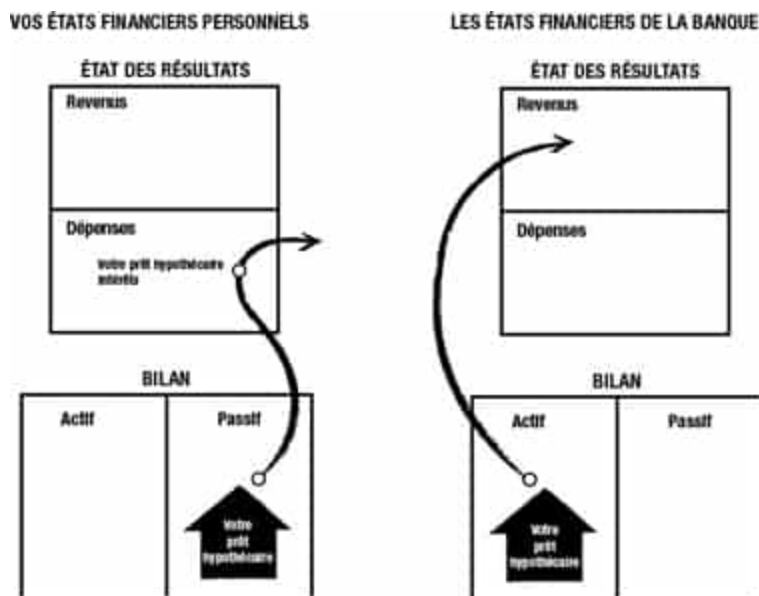 VOS ÉTATS FINANCIERS PERSONNELS
ÉTAT DES RÉSULTATS
Revenus
Dépenses
Votre prêt hypothécaire
Intérêts
BILAN
Actif
Passif
Votre
prêt
hypothécaire
LES ÉTATS FINANCIERS DE LA BANQUE
ÉTAT DES RÉSULTATS
Revenus
Dépenses
BILAN
Actif
Passif
Votre
prêt
hypothécaire